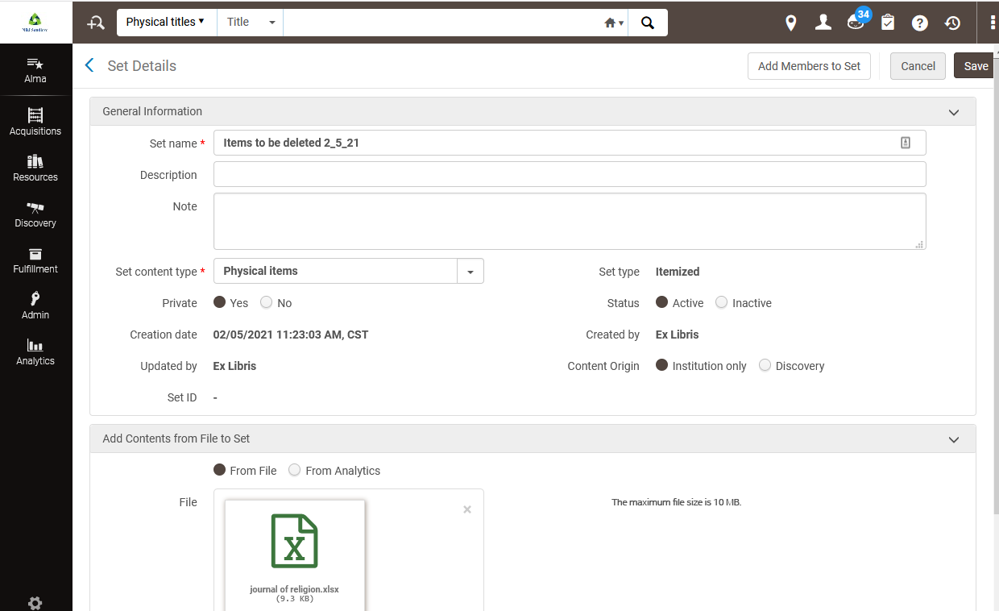 Physical titles
Title
34
Alma
Acquisitions
Resources
Discovery
Fulfillment
Admin
Analytics
Set Details
Add Members to Set
Cancel
Save
General Information
Set name *
Items to be deleted 2_5_21
Description
Note
Set content type *
Physical items
Set type
Itemized
Private
Yes
No
Status
Active
Inactive
Creation date
02/05/2021 11:23:03 AM, CST
Created by
Ex Libris
Updated by
Ex Libris
Content Origin
Institution only
Discovery
Set ID
-
Add Contents from File to Set
From File
From Analytics
File
The maximum file size is 10 MB.
journal of religion.xlsx
(9.3 KB)